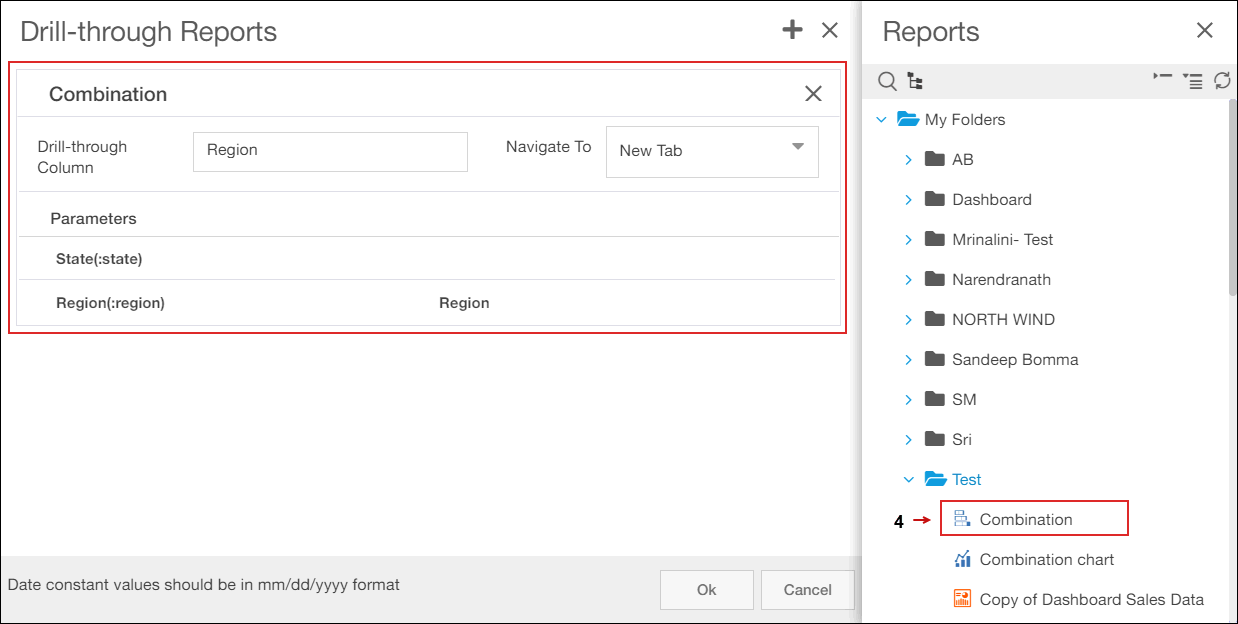 Drill-through Reports
Combination
Drill-through
Column
Region
Navigate To
New Tab
Parameters
State(:state)
Region(:region)
Region
Date constant values should be in mm/dd/yyyy format
Ok
Cancel
Reports
My Folders
AB
Dashboard
Mrinalini- Test
Narendranath
NORTH WIND
Sandeep Bomma
SM
Sri
Test
4
Combination
Combination chart
Copy of Dashboard Sales Data